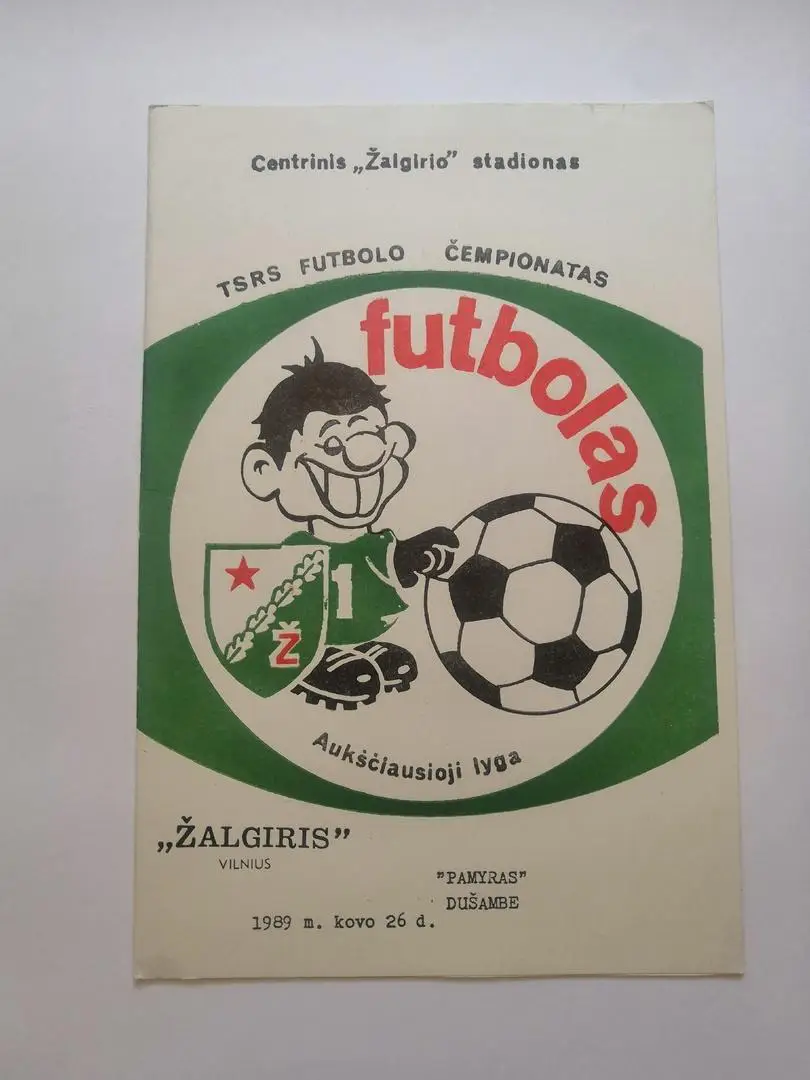 Centrinis „Žalgirio" stadionas
TSRS FUTBOLO ČEMPIONATAS
futbolas
1
Ž
Aukščiausioji lyga
„ŽALGIRIS"
VILNIUS
"PAMYRAS"
DUŠAMBE
1989 m. kovo 26 d.